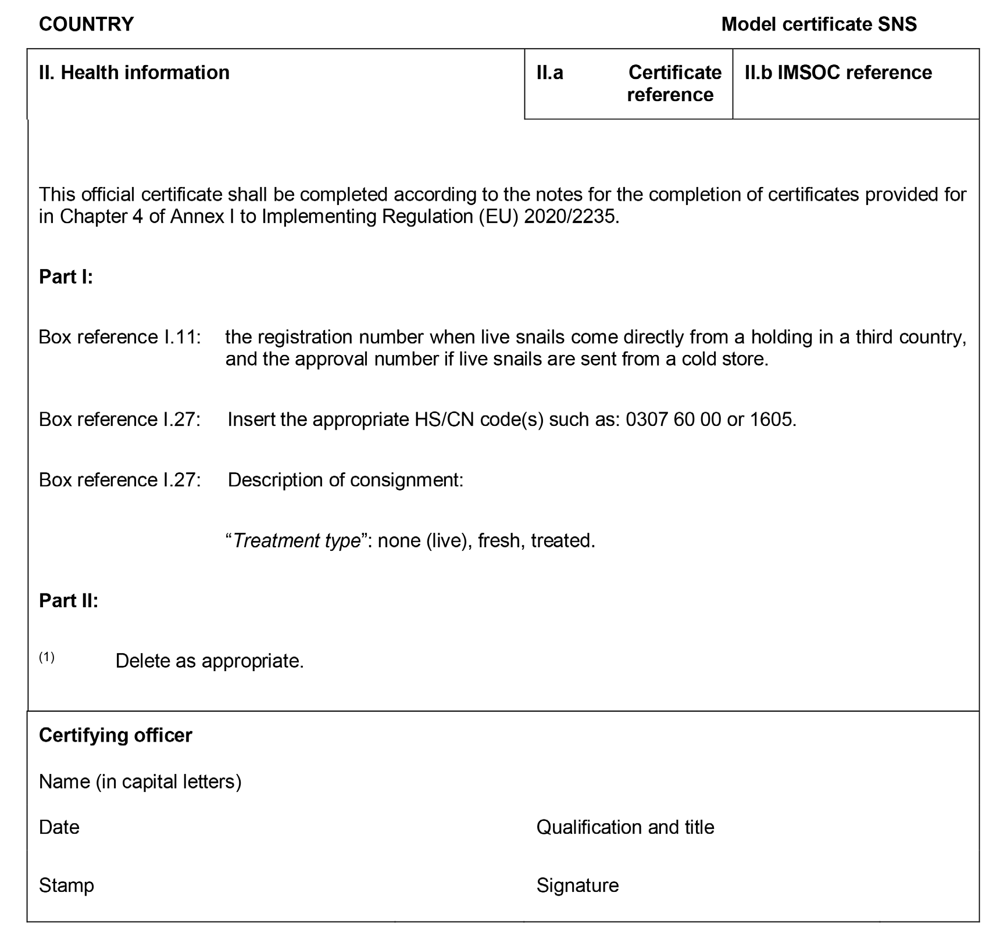 COUNTRY Model certificate SNS
II. Health information II.a Certificate II.b IMSOC reference
reference
This official certificate shall be completed according to the notes for the completion of certificates provided for
in Chapter 4 of Annex I to Implementing Regulation (EU) 2020/2235.
Part I:
Box reference I.11: the registration number when live snails come directly from a holding in a third country,
and the approval number if live snails are sent from a cold store.
Box reference I.27: Insert the appropriate HS/CN code(s) such as: 0307 60 00 or 1605.
Box reference I.27: Description of consignment:
“Treatment type”: none (live), fresh, treated.
Part II:
(1) Delete as appropriate.
Certifying officer
Name (in capital letters)
Date Qualification and title
Stamp Signature